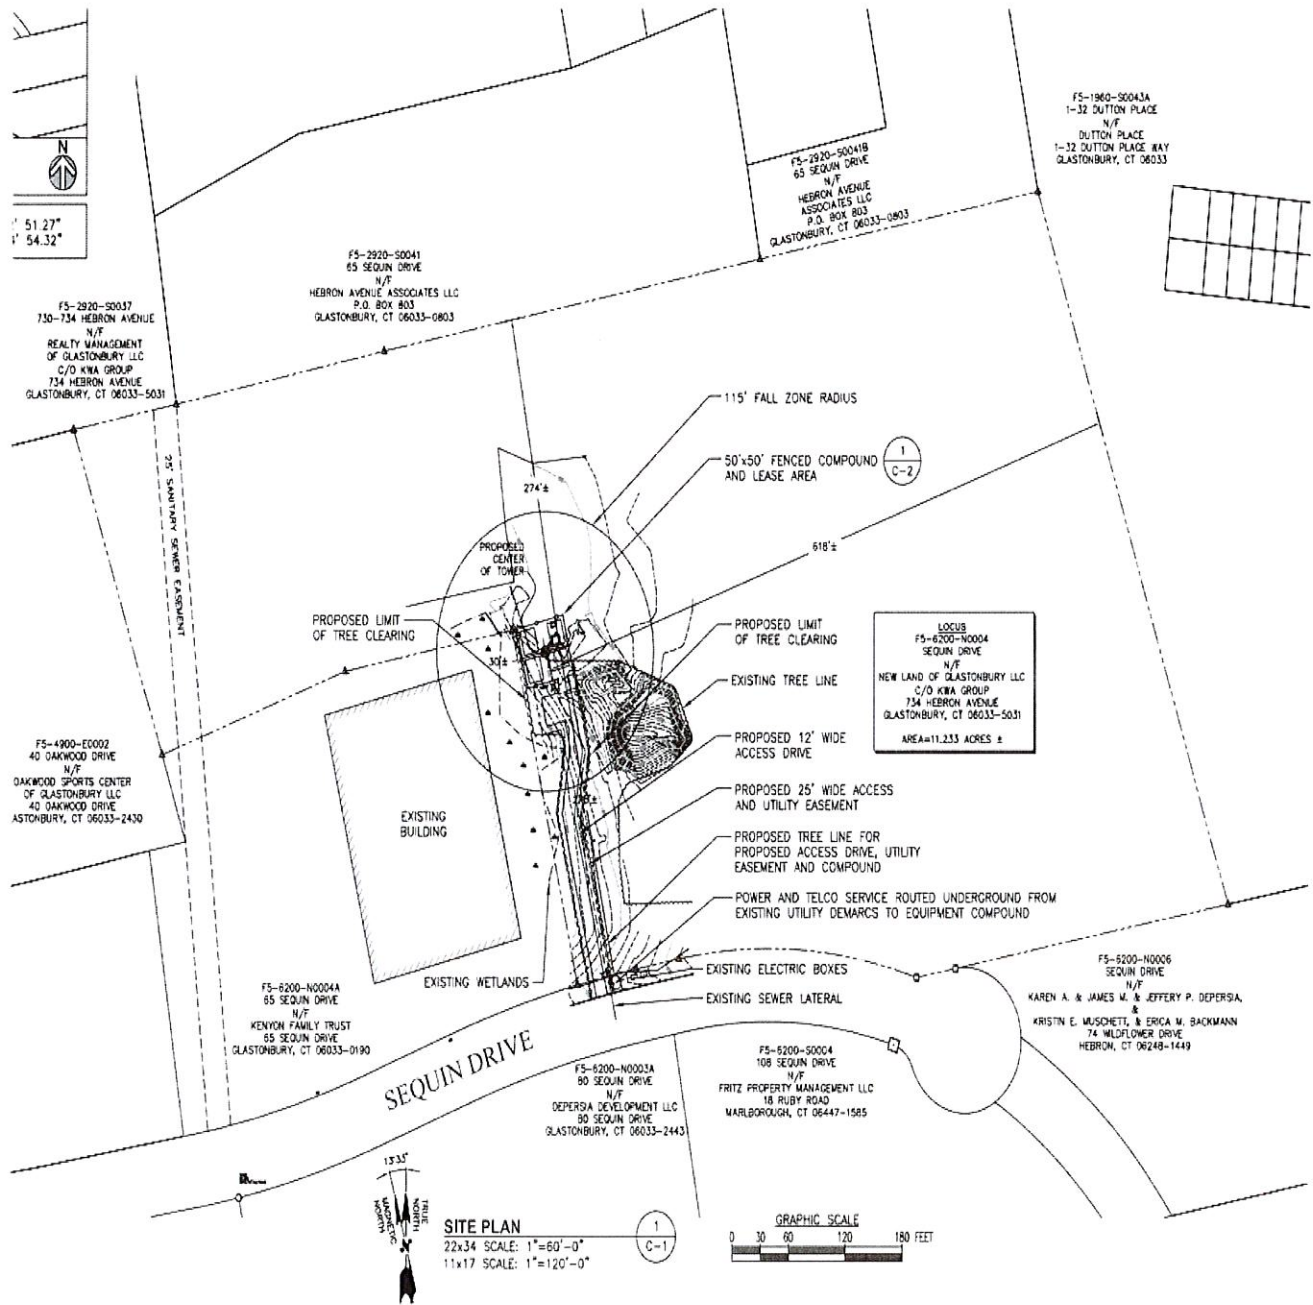 N
51.27"
54.32"
F5-1960-S0043A
1-32 DUTTON PLACE
N/F
DUTTON PLACE
1-32 DUTTON PLACE WAY
GLASTONBURY, CT 06033
F5-2920-S0041B
65 SEQUIN DRIVE
N/F
HEBRON AVENUE
ASSOCIATES LLC
P.O. BOX 803
GLASTONBURY, CT 06033-0803
F5-2920-S0041
65 SEQUIN DRIVE
N/F
HEBRON AVENUE ASSOCIATES LLC
P.O. BOX 803
GLASTONBURY, CT 06033-0803
F5-2920-S0037
730-734 HEBRON AVENUE
N/F
REALTY MANAGEMENT
OF GLASTONBURY LLC
C/O KWA GROUP
734 HEBRON AVENUE
GLASTONBURY, CT 06033-5031
25' SANITARY SEWER EASEMENT
115' FALL ZONE RADIUS
50'x50' FENCED COMPOUND
AND LEASE AREA
1
C-2
274'±
618'±
PROPOSED
CENTER
OF TOWER
PROPOSED LIMIT
OF TREE CLEARING
30'±
PROPOSED LIMIT
OF TREE CLEARING
EXISTING TREE LINE
LOCUS
F5-6200-N0004
SEQUIN DRIVE
N/F
NEW LAND OF GLASTONBURY LLC
C/O KWA GROUP
734 HEBRON AVENUE
GLASTONBURY, CT 06033-5031
AREA=11.233 ACRES ±
PROPOSED 12' WIDE
ACCESS DRIVE
PROPOSED 25' WIDE ACCESS
AND UTILITY EASEMENT
PROPOSED TREE LINE FOR
PROPOSED ACCESS DRIVE, UTILITY
EASEMENT AND COMPOUND
POWER AND TELCO SERVICE ROUTED UNDERGROUND FROM
EXISTING UTILITY DEMARCS TO EQUIPMENT COMPOUND
F5-4900-E0002
40 OAKWOOD DRIVE
N/F
OAKWOOD SPORTS CENTER
OF GLASTONBURY LLC
40 OAKWOOD DRIVE
ASTONBURY, CT 06033-2430
EXISTING
BUILDING
EXISTING WETLANDS
EXISTING ELECTRIC BOXES
EXISTING SEWER LATERAL
F5-6200-N0004A
65 SEQUIN DRIVE
N/F
KENYON FAMILY TRUST
65 SEQUIN DRIVE
GLASTONBURY, CT 06033-0190
F5-6200-N0006
SEQUIN DRIVE
N/F
KAREN A. & JAMES M. & JEFFERY P. DEPERSIA,
&
KRISTIN E. MUSCHETT, & ERICA M. BACKMANN
74 WILDFLOWER DRIVE
HEBRON, CT 06248-1449
SEQUIN DRIVE
F5-6200-N0003A
80 SEQUIN DRIVE
N/F
DEPERSIA DEVELOPMENT LLC
80 SEQUIN DRIVE
GLASTONBURY, CT 06033-2443
F5-6200-S0004
108 SEQUIN DRIVE
N/F
FRITZ PROPERTY MANAGEMENT LLC
18 RUBY ROAD
MARLBOROUGH, CT 06447-1585
TRUE
NORTH
MAGNETIC
NORTH
N
SITE PLAN
22x34 SCALE: 1"=60'-0"
11x17 SCALE: 1"=120'-0"
1
C-1
GRAPHIC SCALE
0 30 60 120 180 FEET